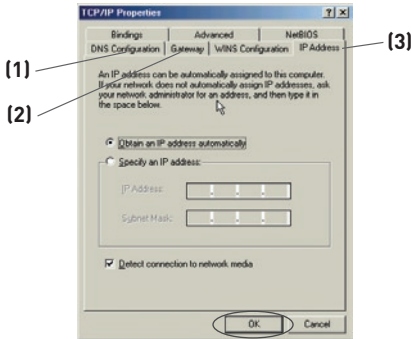 TCP/IP Properties
Bindings Advanced NetBIOS
DNS Configuration Gateway WINS Configuration IP Address
(1)
(2)
(3)
An IP address can be automatically assigned to this computer.
If your network does not automatically assign IP addresses, ask
your network administrator for an address, and then type it in
the space below.
Obtain an IP address automatically
Specify an IP address:
IP Address:
Subnet Mask:
Detect connection to network media
OK Cancel